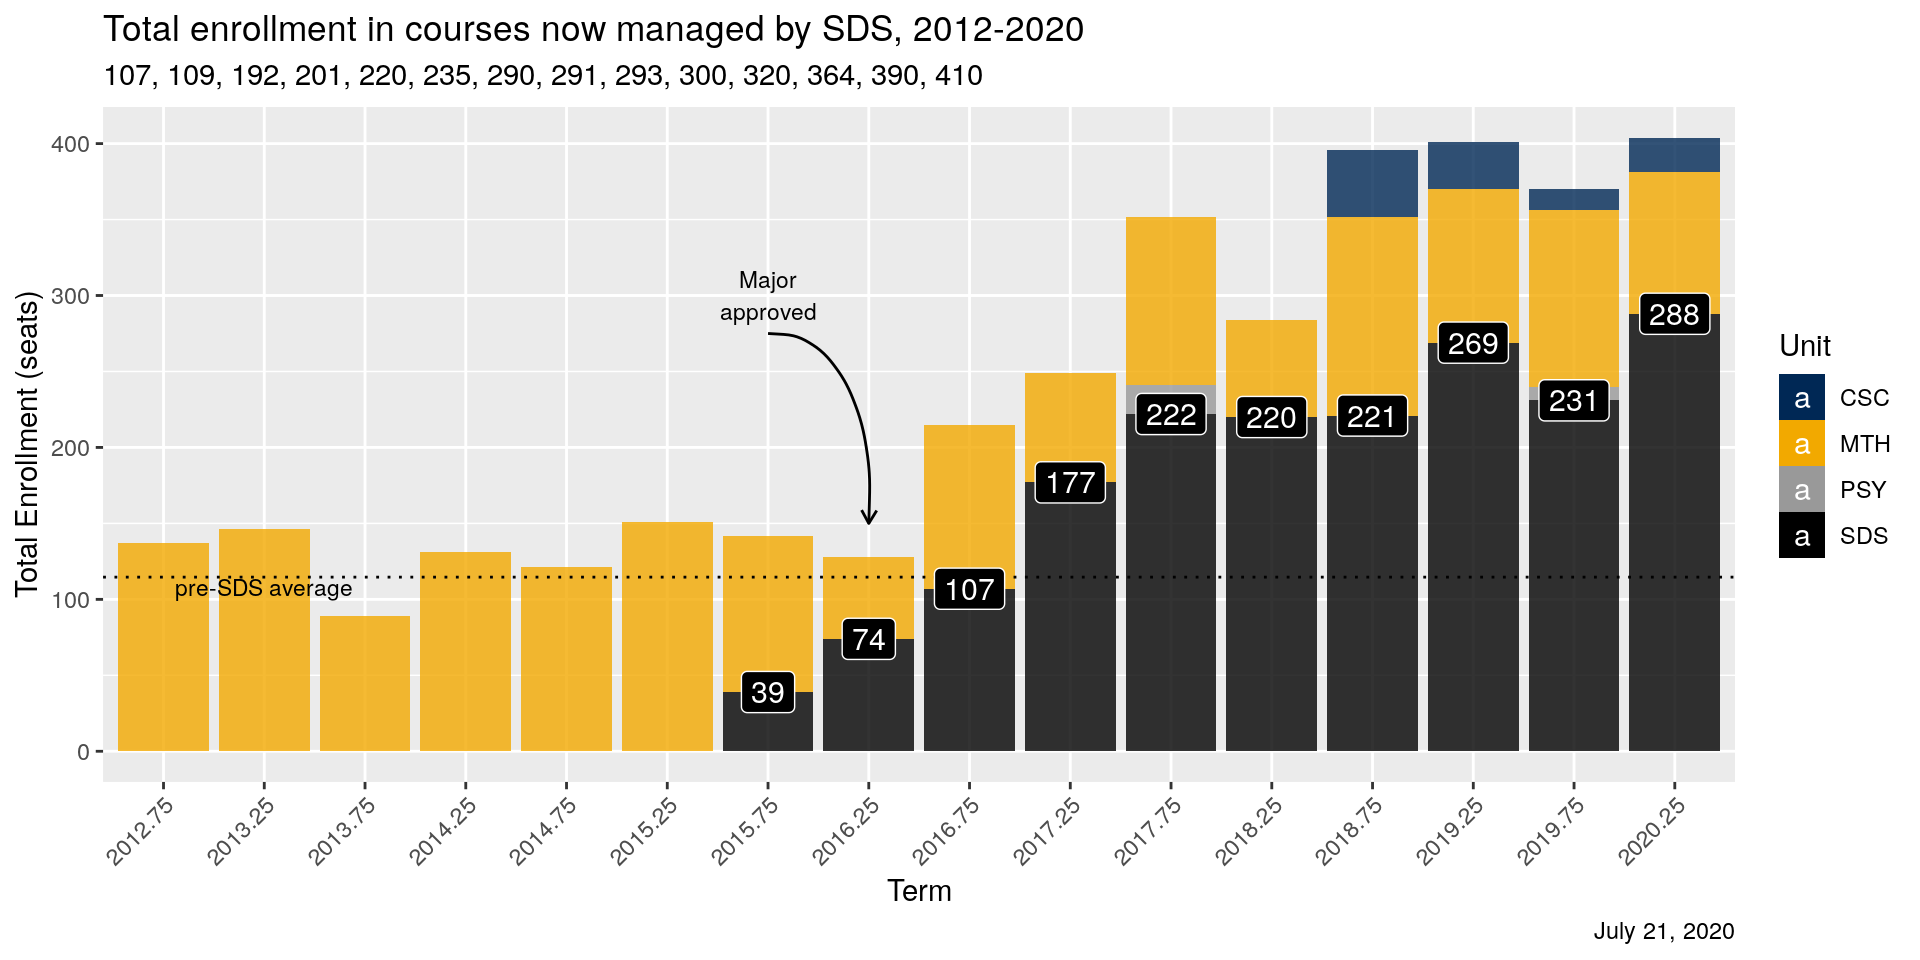 Total enrollment in courses now managed by SDS, 2012-2020
107, 109, 192, 201, 220, 235, 290, 291, 293, 300, 320, 364, 390, 410
Total Enrollment (seats)
400
300
200
100
0
Major
approved
pre-SDS average
39
74
107
177
222
220
221
269
231
288
2012.75
2013.25
2013.75
2014.25
2014.75
2015.25
2015.75
2016.25
2016.75
2017.25
2017.75
2018.25
2018.75
2019.25
2019.75
2020.25
Term
Unit
a CSC
a MTH
a PSY
a SDS
July 21, 2020